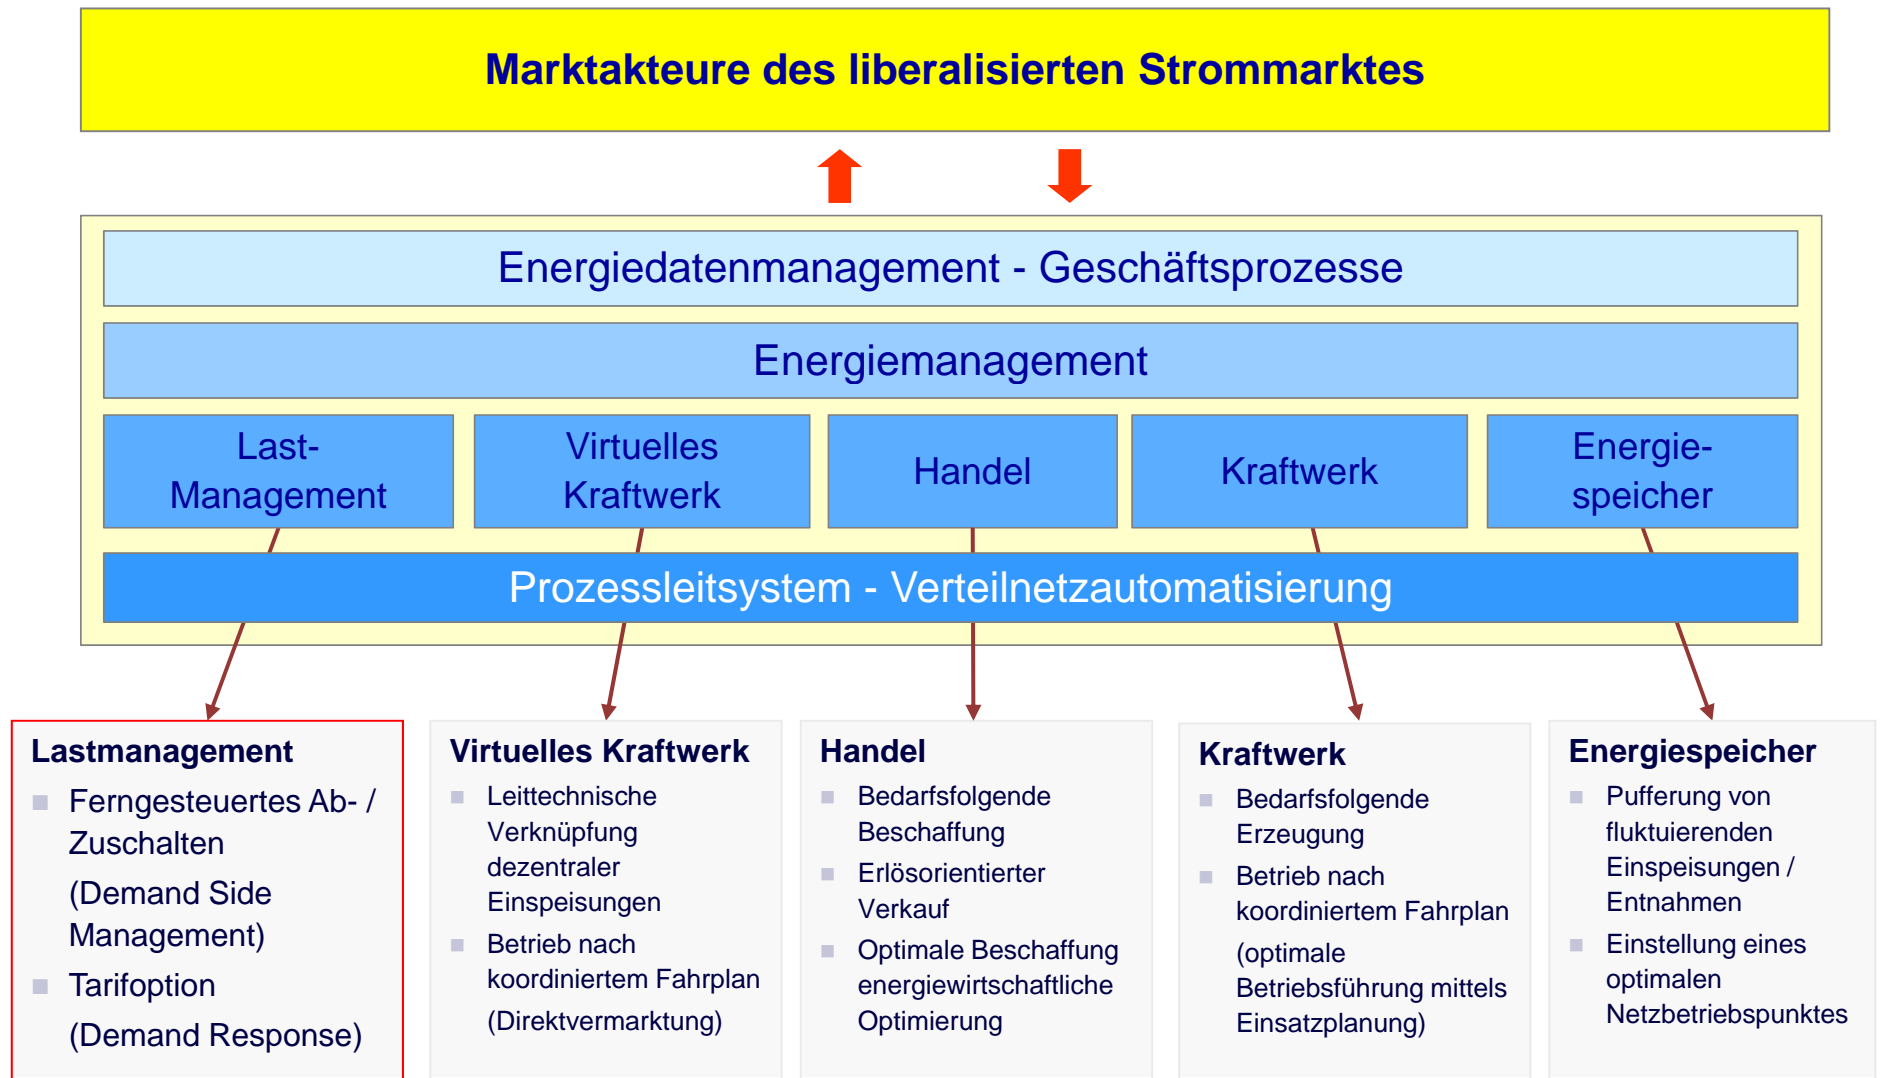 Marktakteure des liberalisierten Strommarktes
Energiedatenmanagement - Geschäftsprozesse
Energiemanagement
Last-
Management
Virtuelles
Kraftwerk
Handel
Kraftwerk
Energie-
speicher
Prozessleitsystem - Verteilnetzautomatisierung
Lastmanagement
Ferngesteuertes Ab- /
Zuschalten
(Demand Side
Management)
Tarifoption
(Demand Response)
Virtuelles Kraftwerk
Leittechnische
Verknüpfung
dezentraler
Einspeisungen
Betrieb nach
koordiniertem Fahrplan
(Direktvermarktung)
Handel
Bedarfsfolgende
Beschaffung
Erlösorientierter
Verkauf
Optimale Beschaffung
energiewirtschaftliche
Optimierung
Kraftwerk
Bedarfsfolgende
Erzeugung
Betrieb nach
koordiniertem Fahrplan
(optimale
Betriebsführung mittels
Einsatzplanung)
Energiespeicher
Pufferung von
fluktuierenden
Einspeisungen /
Entnahmen
Einstellung eines
optimalen
Netzbetriebspunktes